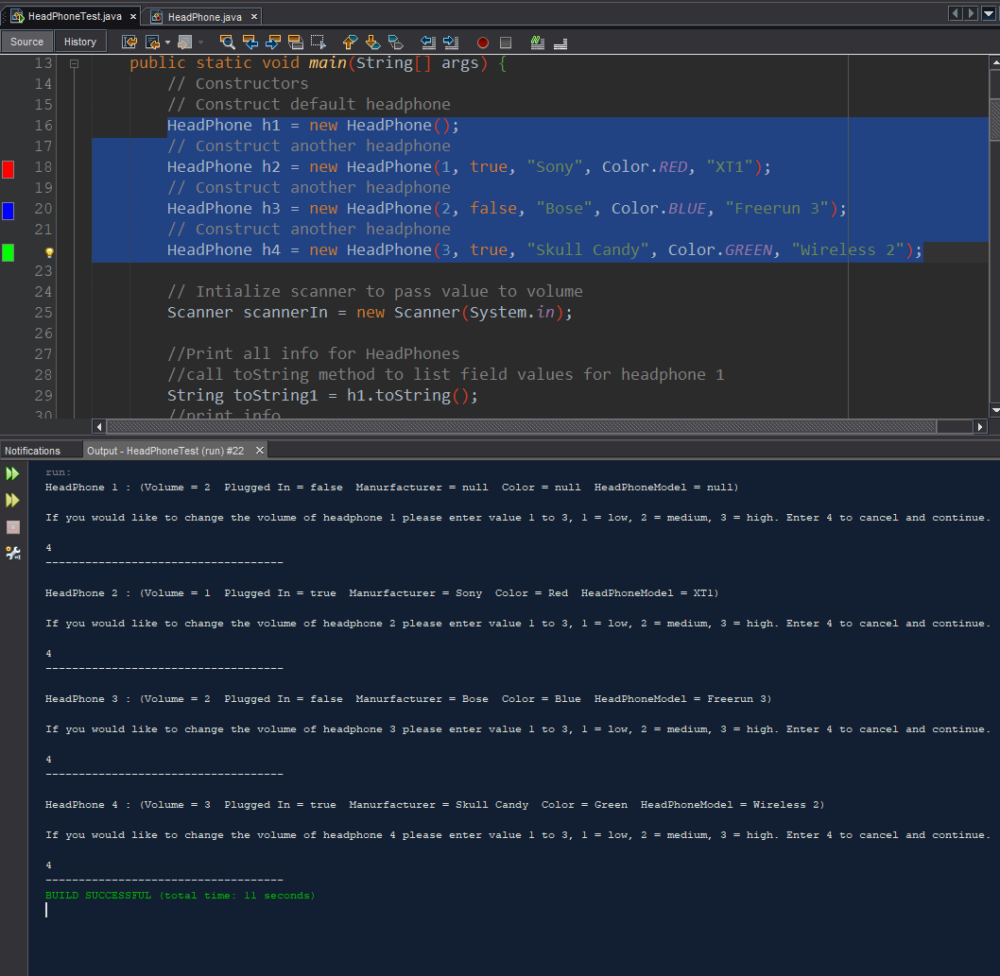 HeadPhoneTest.java × HeadPhone.java ×
Source History
13 public static void main(String[] args) {
14 // Constructors
15 // Construct default headphone
16 HeadPhone h1 = new HeadPhone();
17 // Construct another headphone
18 HeadPhone h2 = new HeadPhone(1, true, "Sony", Color.RED, "XT1");
19 // Construct another headphone
20 HeadPhone h3 = new HeadPhone(2, false, "Bose", Color.BLUE, "Freerun 3");
21 // Construct another headphone
HeadPhone h4 = new HeadPhone(3, true, "Skull Candy", Color.GREEN, "Wireless 2");
23
24 // Intialize scanner to pass value to volume
25 Scanner scannerIn = new Scanner(System.in);
26
27 //Print all info for HeadPhones
28 //call toString method to list field values for headphone 1
29 String toString1 = h1.toString();
30 //print info
Notifications Output - HeadPhoneTest (run) #22 ×
run:
HeadPhone 1 : (Volume = 2 Plugged In = false Manurfacturer = null Color = null HeadPhoneModel = null)
If you would like to change the volume of headphone 1 please enter value 1 to 3, 1 = low, 2 = medium, 3 = high. Enter 4 to cancel and continue.
4
------------------------------------
HeadPhone 2 : (Volume = 1 Plugged In = true Manurfacturer = Sony Color = Red HeadPhoneModel = XT1)
If you would like to change the volume of headphone 2 please enter value 1 to 3, 1 = low, 2 = medium, 3 = high. Enter 4 to cancel and continue.
4
------------------------------------
HeadPhone 3 : (Volume = 2 Plugged In = false Manurfacturer = Bose Color = Blue HeadPhoneModel = Freerun 3)
If you would like to change the volume of headphone 3 please enter value 1 to 3, 1 = low, 2 = medium, 3 = high. Enter 4 to cancel and continue.
4
------------------------------------
HeadPhone 4 : (Volume = 3 Plugged In = true Manurfacturer = Skull Candy Color = Green HeadPhoneModel = Wireless 2)
If you would like to change the volume of headphone 4 please enter value 1 to 3, 1 = low, 2 = medium, 3 = high. Enter 4 to cancel and continue.
4
------------------------------------
BUILD SUCCESSFUL (total time: 11 seconds)